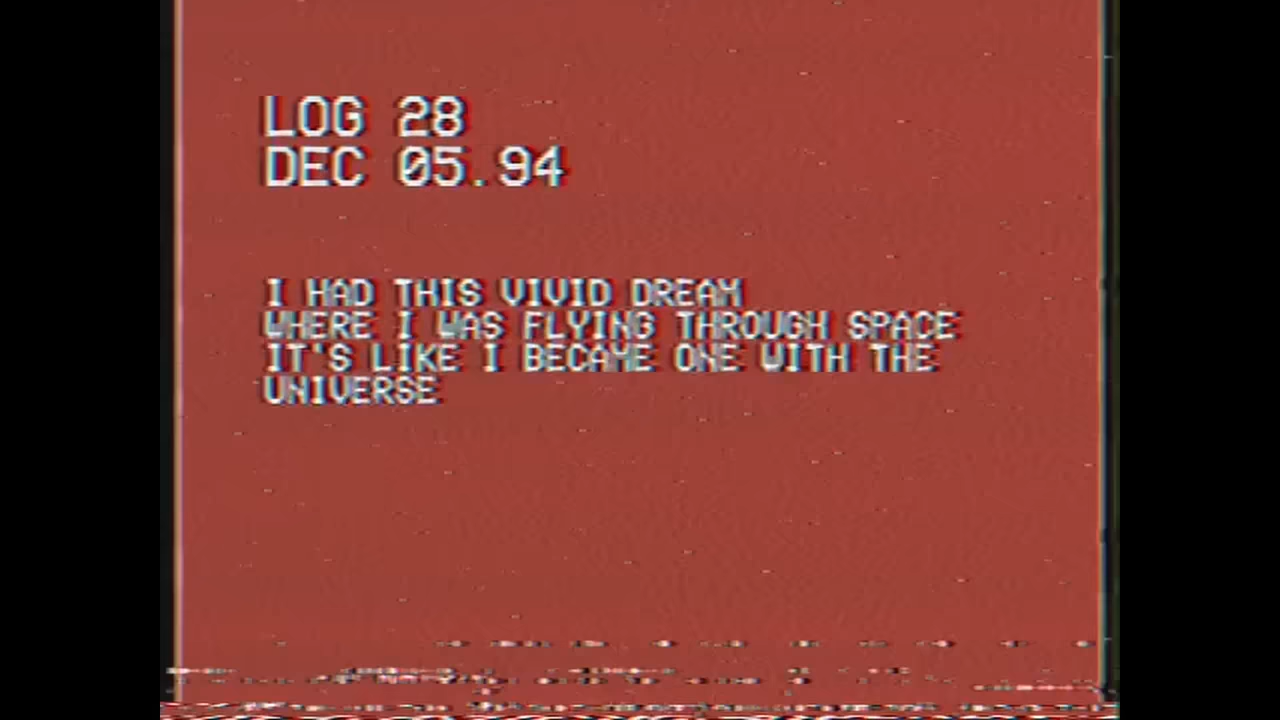 LOG 28
DEC 05.94
I HAD THIS VIVID DREAM
WHERE I WAS FLYING THROUGH SPACE
IT'S LIKE I BECAME ONE WITH THE
UNIVERSE